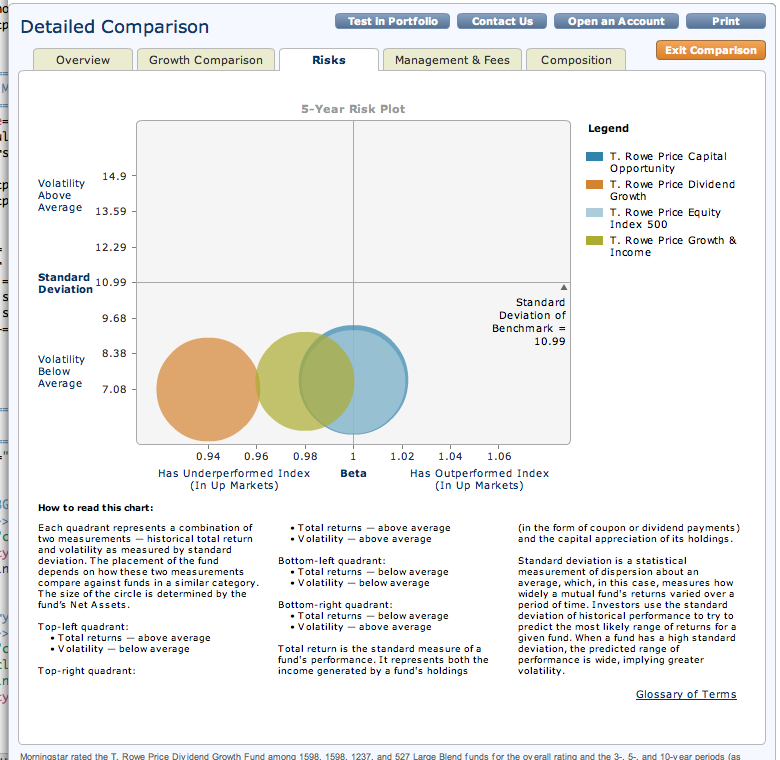 Detailed Comparison
Test in Portfolio
Contact Us
Open an Account
Print
Exit Comparison
Overview
Growth Comparison
Risks
Management & Fees
Composition
5-Year Risk Plot
Volatility
Above
Average
14.9
13.59
12.29
Standard
Deviation
10.99
9.68
Volatility
Below
Average
8.38
7.08
Standard
Deviation of
Benchmark =
10.99
0.94
0.96
0.98
1
1.02
1.04
1.06
Has Underperformed Index
(In Up Markets)
Beta
Has Outperformed Index
(In Up Markets)
Legend
T. Rowe Price Capital
Opportunity
T. Rowe Price Dividend
Growth
T. Rowe Price Equity
Index 500
T. Rowe Price Growth &
Income
How to read this chart:
Each quadrant represents a combination of
two measurements — historical total return
and volatility as measured by standard
deviation. The placement of the fund
depends on how these two measurements
compare against funds in a similar category.
The size of the circle is determined by the
fund's Net Assets.
Top-left quadrant:
• Total returns — above average
• Volatility — below average
Top-right quadrant:
• Total returns — above average
• Volatility — above average
Bottom-left quadrant:
• Total returns — below average
• Volatility — below average
Bottom-right quadrant:
• Total returns — below average
• Volatility — above average
Total return is the standard measure of a
fund's performance. It represents both the
income generated by a fund's holdings
(in the form of coupon or dividend payments)
and the capital appreciation of its holdings.
Standard deviation is a statistical
measurement of dispersion about an
average, which, in this case, measures how
widely a mutual fund's returns varied over a
period of time. Investors use the standard
deviation of historical performance to try to
predict the most likely range of returns for a
given fund. When a fund has a high standard
deviation, the predicted range of
performance is wide, implying greater
volatility.
Glossary of Terms
Morningstar rated the T. Rowe Price Dividend Growth Fund among 1598, 1598, 1237, and 527 Large Blend funds for the overall rating and the 3-, 5-, and 10-year periods (as